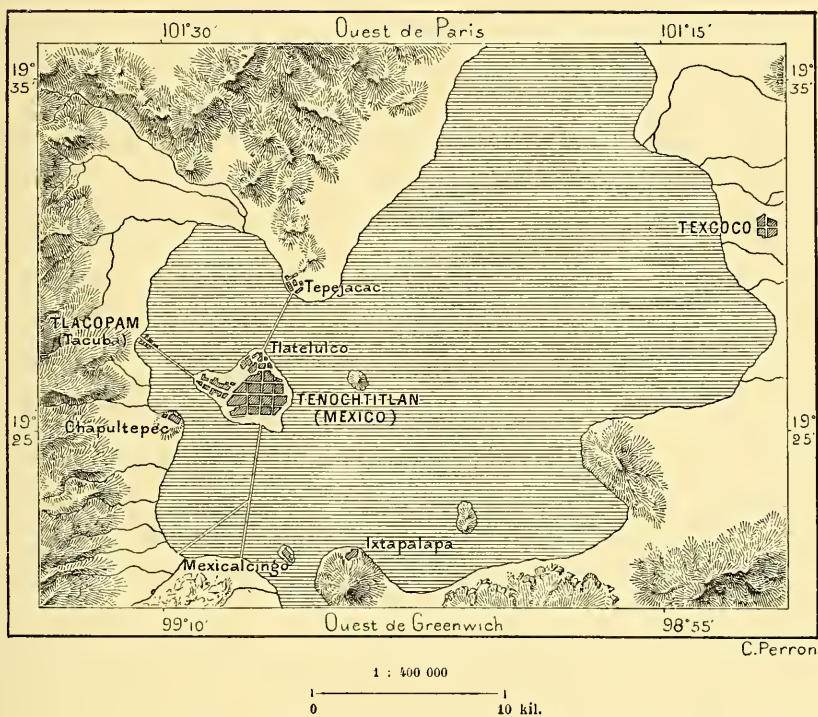 101°30' Ouest de Paris 101°15'
19° 35' 19° 35'
TEXCOCO
Tepejacac
TLACOPAM
(Tacuba)
Tlatelulco
TENOCHTITLAN
(MEXICO)
Chapultepec
19° 25' 19° 25'
Ixtapalapa
Mexicalcingo
99°10' Ouest de Greenwich 98°55'
C.Perron
1 : 400 000
0 10 kil.